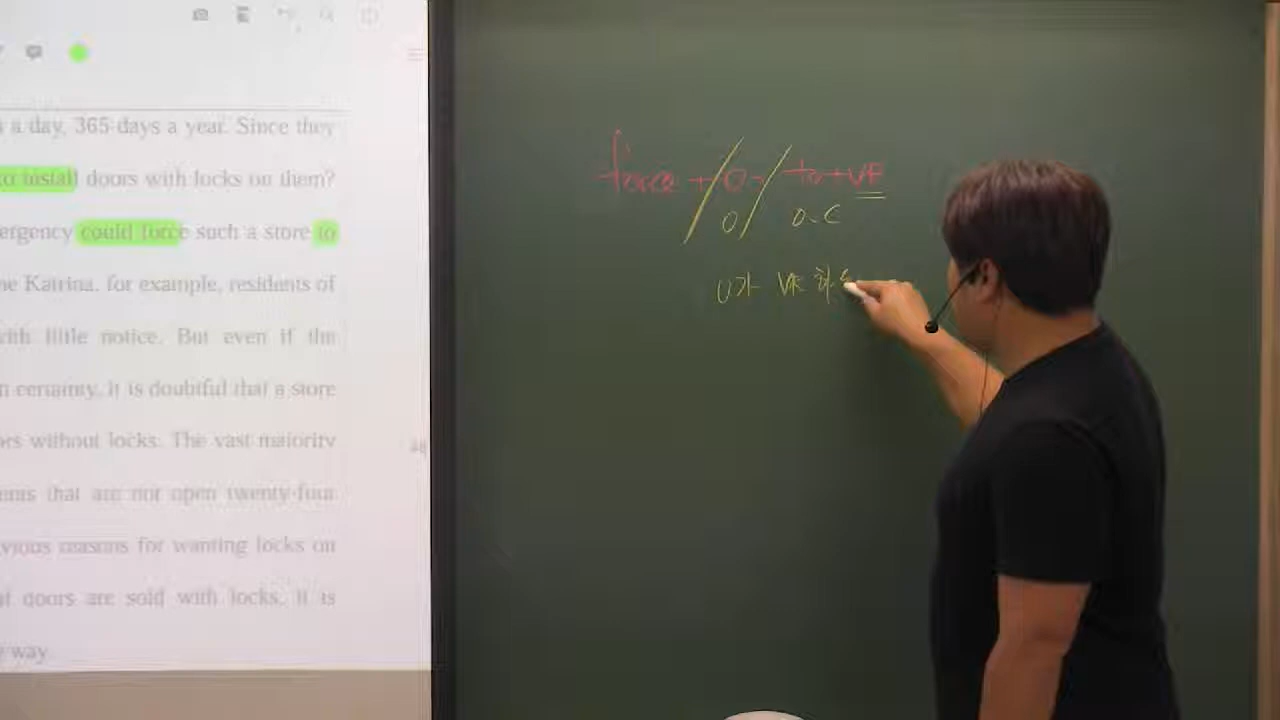 a day, 365 days a year. Since they
to install doors with locks on them?
ergency could force such a store to
ne Katrina, for example, residents of
with little notice. But even if the
n certainty, it is doubtful that a store
ors without locks. The vast majority
ents that are not open twenty-four
vious reasons for wanting locks on
at doors are sold with locks, it is
way
force + O + to + VR
O O.C
O가 VR 하